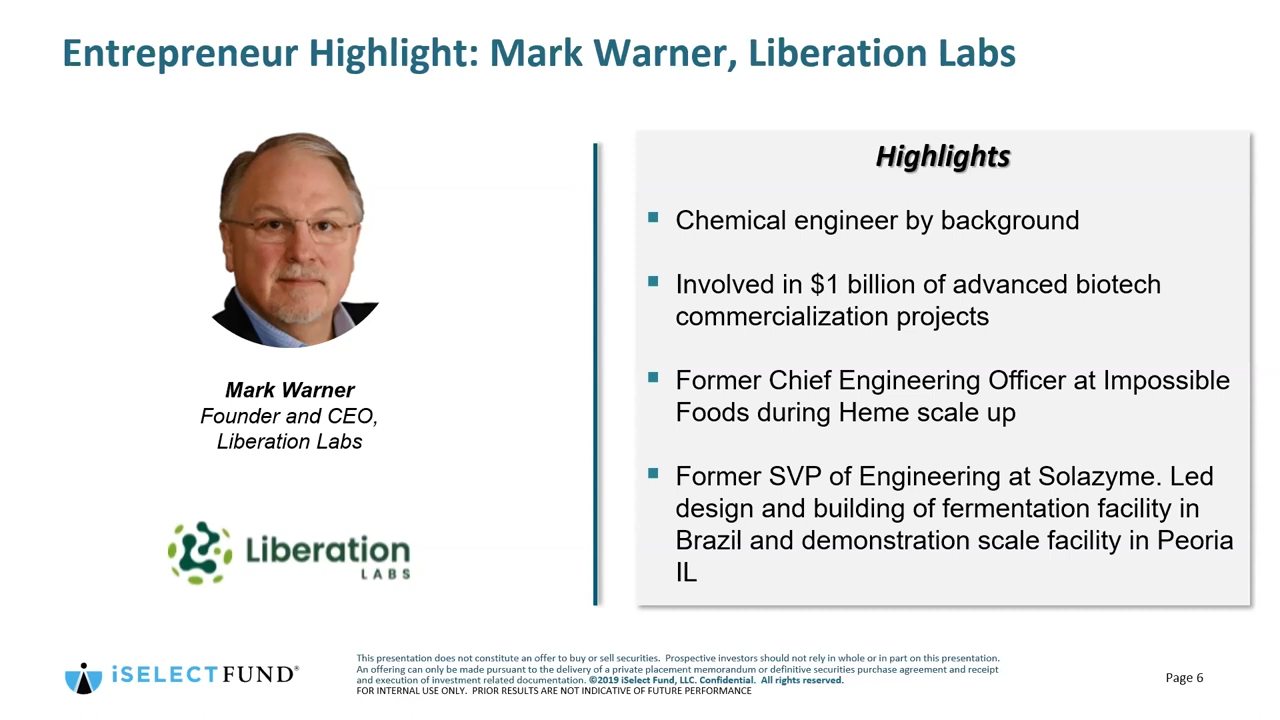 Entrepreneur Highlight: Mark Warner, Liberation Labs
Mark Warner
Founder and CEO,
Liberation Labs
Liberation
LABS
Highlights
▪ Chemical engineer by background
▪ Involved in $1 billion of advanced biotech
commercialization projects
▪ Former Chief Engineering Officer at Impossible
Foods during Heme scale up
▪ Former SVP of Engineering at Solazyme. Led
design and building of fermentation facility in
Brazil and demonstration scale facility in Peoria
IL
iSELECTFUND®
This presentation does not constitute an offer to buy or sell securities. Prospective investors should not rely in whole or in part on this presentation.
An offering can only be made pursuant to the delivery of a private placement memorandum or definitive securities purchase agreement and receipt
and execution of investment related documentation. ©2019 iSelect Fund, LLC. Confidential. All rights reserved.
FOR INTERNAL USE ONLY. PRIOR RESULTS ARE NOT INDICATIVE OF FUTURE PERFORMANCE
Page 6